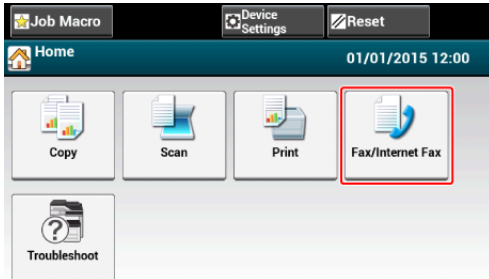 Job Macro
Device
Settings
Reset
Home
01/01/2015 12:00
Copy
Scan
Print
Fax/Internet Fax
Troubleshoot